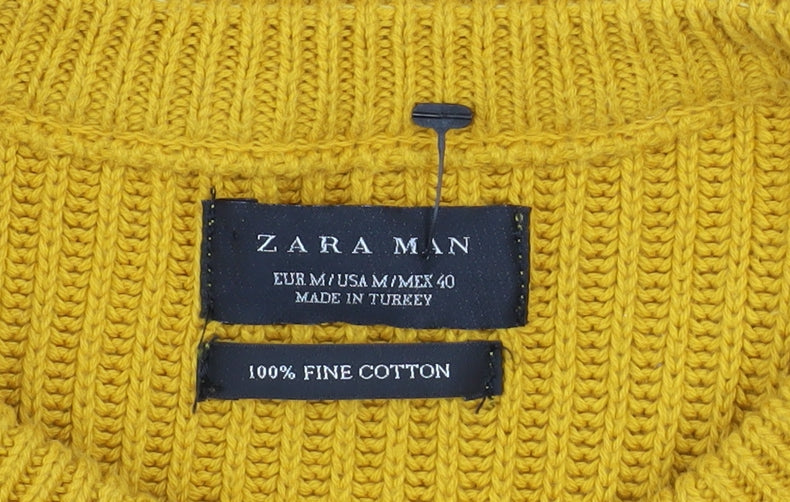 ZARA MAN
EUR M/USA M/MEX 40
MADE IN TURKEY
100% FINE COTTON